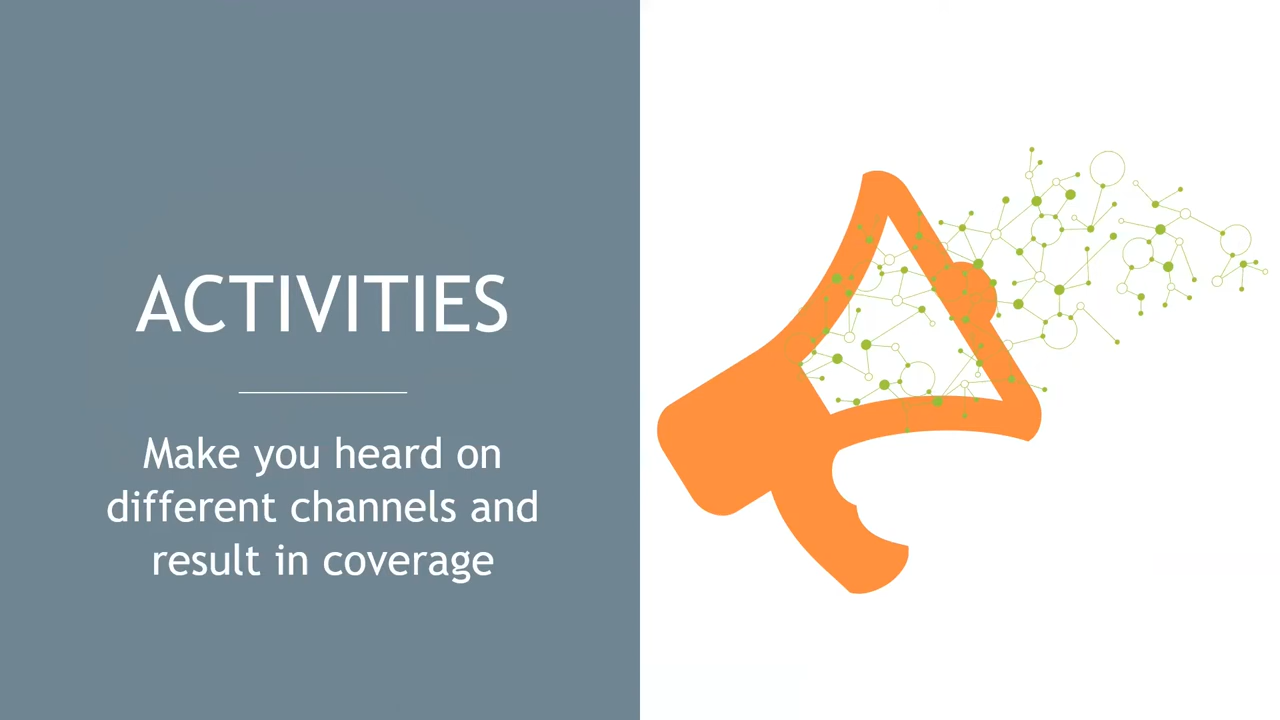 ACTIVITIES
Make you heard on
different channels and
result in coverage